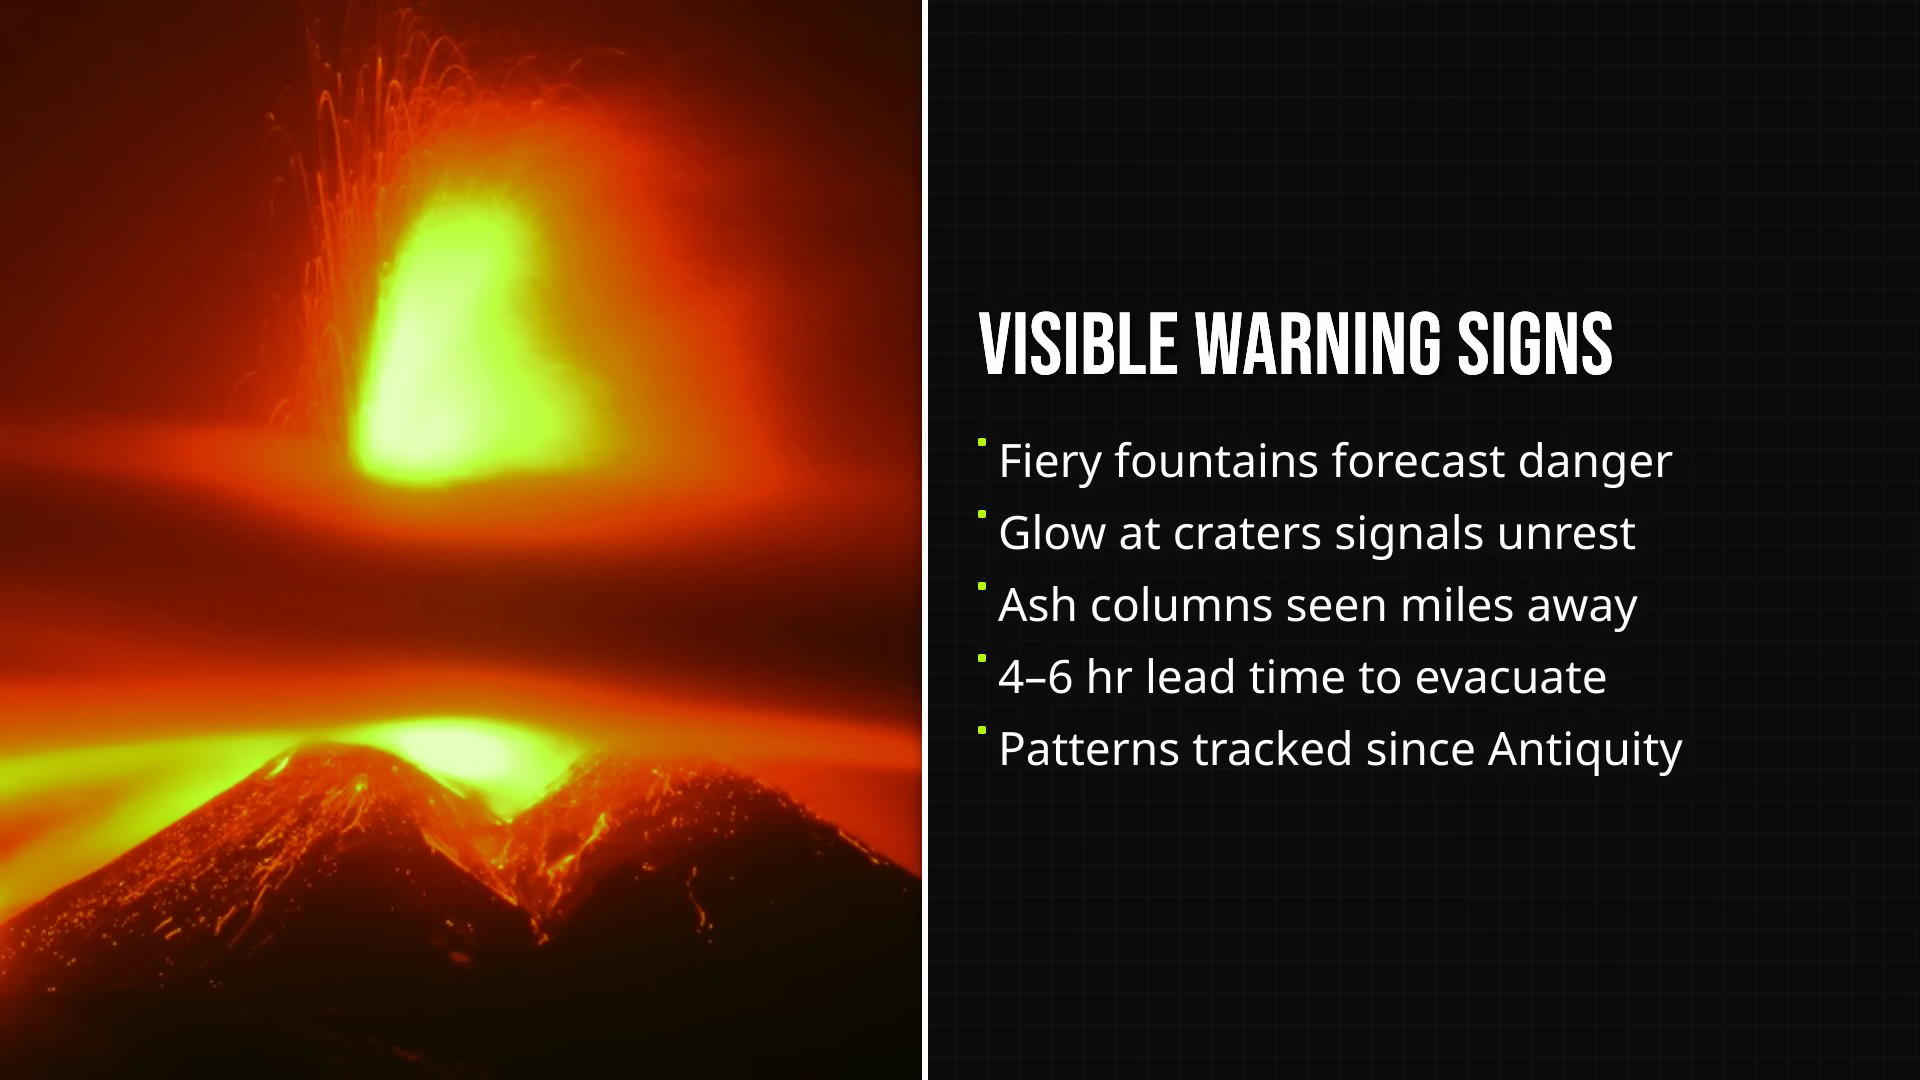 VISIBLE WARNING SIGNS
Fiery fountains forecast danger
Glow at craters signals unrest
Ash columns seen miles away
4–6 hr lead time to evacuate
Patterns tracked since Antiquity